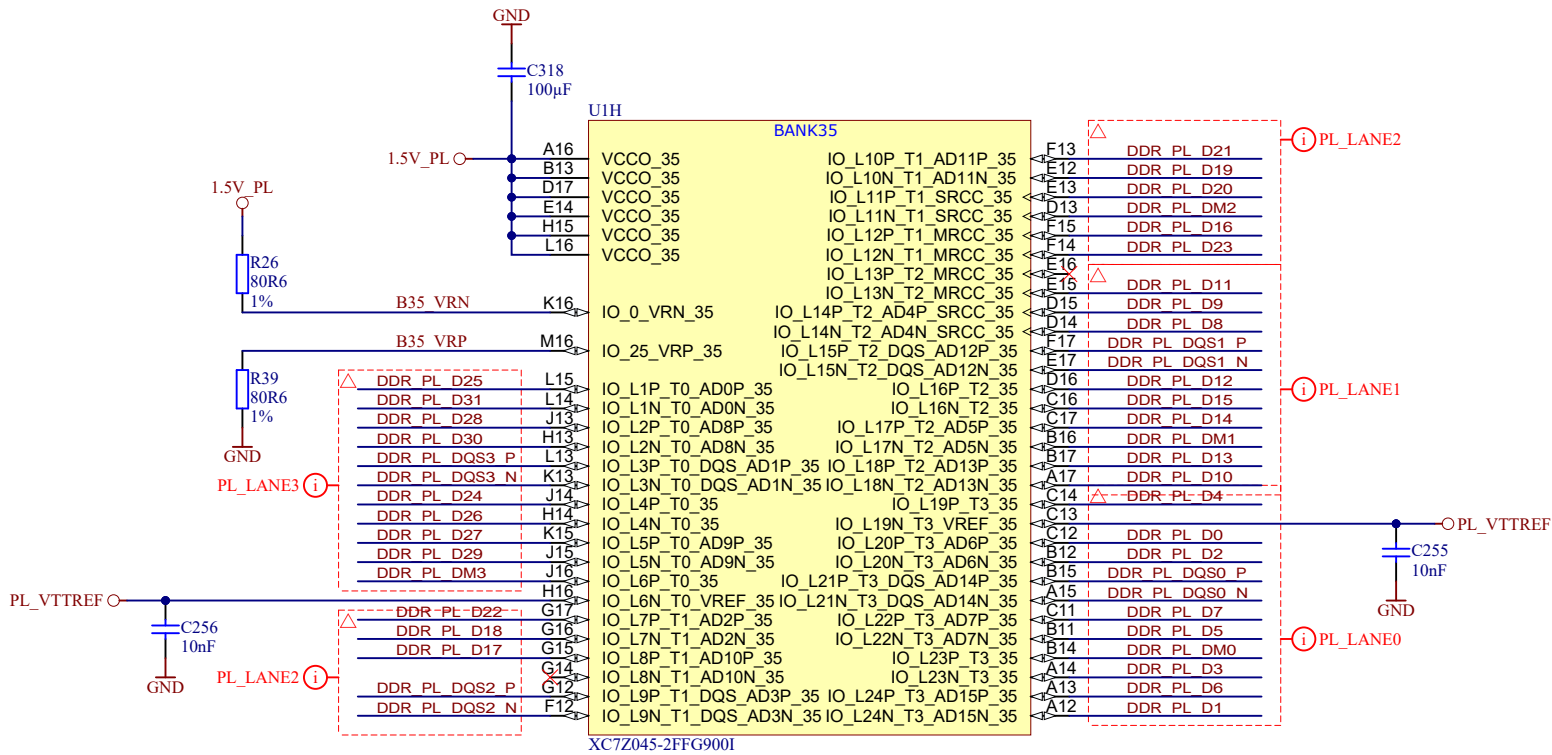 GND
C318
100µF
U1H
BANK35
1.5V_PL
A16 VCCO_35
B13 VCCO_35
D17 VCCO_35
E14 VCCO_35
H15 VCCO_35
L16 VCCO_35
1.5V_PL
R26
80R6
1%
B35_VRN K16 IO_0_VRN_35
B35_VRP M16 IO_25_VRP_35
R39
80R6
1%
GND
PL_LANE3 i
DDR_PL_D25 L15 IO_L1P_T0_AD0P_35
DDR_PL_D31 L14 IO_L1N_T0_AD0N_35
DDR_PL_D28 J13 IO_L2P_T0_AD8P_35
DDR_PL_D30 H13 IO_L2N_T0_AD8N_35
DDR_PL_DQS3_P L13 IO_L3P_T0_DQS_AD1P_35
DDR_PL_DQS3_N K13 IO_L3N_T0_DQS_AD1N_35
DDR_PL_D24 J14 IO_L4P_T0_35
DDR_PL_D26 H14 IO_L4N_T0_35
DDR_PL_D27 K15 IO_L5P_T0_AD9P_35
DDR_PL_D29 J15 IO_L5N_T0_AD9N_35
DDR_PL_DM3 J16 IO_L6P_T0_35
PL_VTTREF H16 IO_L6N_T0_VREF_35
C256
10nF
GND
PL_LANE2 i
DDR_PL_D22 G17 IO_L7P_T1_AD2P_35
DDR_PL_D18 G16 IO_L7N_T1_AD2N_35
DDR_PL_D17 G15 IO_L8P_T1_AD10P_35
G14 IO_L8N_T1_AD10N_35
DDR_PL_DQS2_P G12 IO_L9P_T1_DQS_AD3P_35
DDR_PL_DQS2_N F12 IO_L9N_T1_DQS_AD3N_35
IO_L10P_T1_AD11P_35 F13 DDR_PL_D21
IO_L10N_T1_AD11N_35 E12 DDR_PL_D19
IO_L11P_T1_SRCC_35 E13 DDR_PL_D20
IO_L11N_T1_SRCC_35 D13 DDR_PL_DM2
IO_L12P_T1_MRCC_35 F15 DDR_PL_D16
IO_L12N_T1_MRCC_35 F14 DDR_PL_D23
i PL_LANE2
IO_L13P_T2_MRCC_35 E16
IO_L13N_T2_MRCC_35 E15 DDR_PL_D11
IO_L14P_T2_AD4P_SRCC_35 D15 DDR_PL_D9
IO_L14N_T2_AD4N_SRCC_35 D14 DDR_PL_D8
IO_L15P_T2_DQS_AD12P_35 F17 DDR_PL_DQS1_P
IO_L15N_T2_DQS_AD12N_35 E17 DDR_PL_DQS1_N
IO_L16P_T2_35 D16 DDR_PL_D12
IO_L16N_T2_35 C16 DDR_PL_D15
IO_L17P_T2_AD5P_35 C17 DDR_PL_D14
IO_L17N_T2_AD5N_35 B16 DDR_PL_DM1
IO_L18P_T2_AD13P_35 B17 DDR_PL_D13
IO_L18N_T2_AD13N_35 A17 DDR_PL_D10
i PL_LANE1
IO_L19P_T3_35 C14 DDR_PL_D4
IO_L19N_T3_VREF_35 C13 PL_VTTREF
C255
10nF
GND
IO_L20P_T3_AD6P_35 C12 DDR_PL_D0
IO_L20N_T3_AD6N_35 B12 DDR_PL_D2
IO_L21P_T3_DQS_AD14P_35 B15 DDR_PL_DQS0_P
IO_L21N_T3_DQS_AD14N_35 A15 DDR_PL_DQS0_N
IO_L22P_T3_AD7P_35 C11 DDR_PL_D7
IO_L22N_T3_AD7N_35 B11 DDR_PL_D5
IO_L23P_T3_35 B14 DDR_PL_DM0
IO_L23N_T3_35 A14 DDR_PL_D3
IO_L24P_T3_AD15P_35 A13 DDR_PL_D6
IO_L24N_T3_AD15N_35 A12 DDR_PL_D1
i PL_LANE0
XC7Z045-2FFG900I